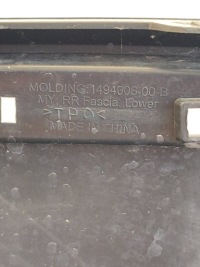 MOLDING:1494006-00-B
MY, RR Fascia, Lower
>TPO<
MADE IN CHINA